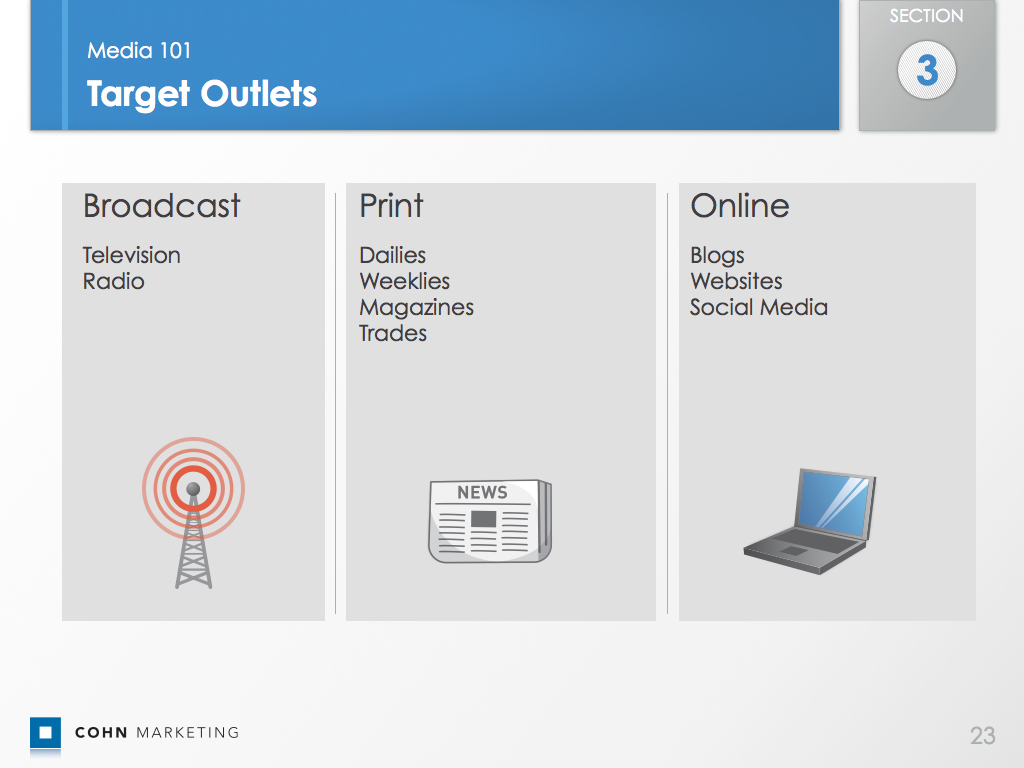 Media 101
Target Outlets
SECTION
3
Broadcast
Television
Radio
Print
Dailies
Weeklies
Magazines
Trades
Online
Blogs
Websites
Social Media
NEWS
COHN MARKETING
23